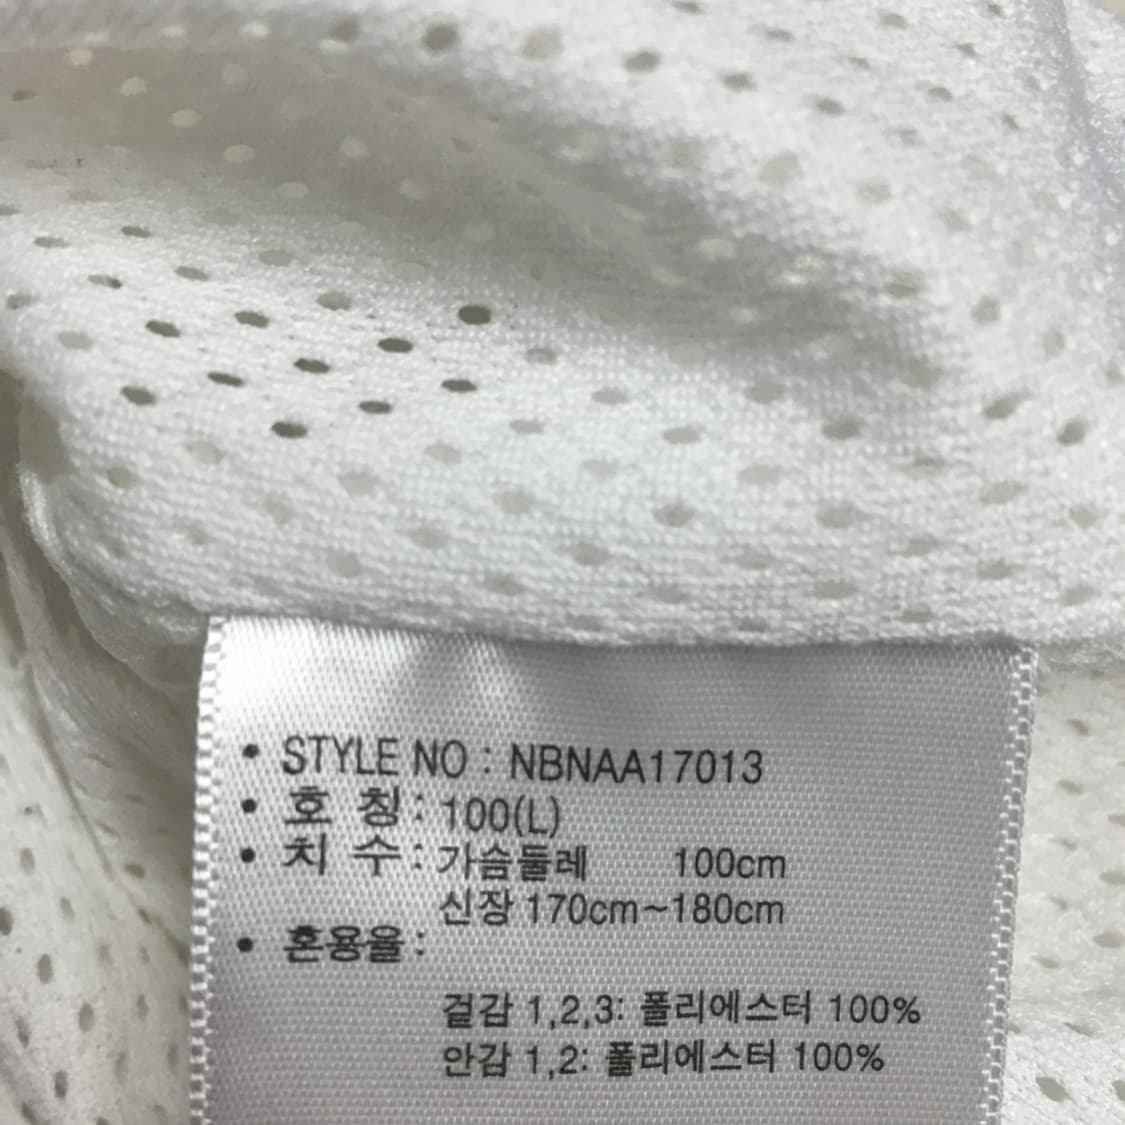 • STYLE NO : NBNAA17013
• 호 칭 : 100(L)
• 치 수 : 가슴둘레 100cm
신장 170cm~180cm
• 혼용율 :
겉감 1,2,3: 폴리에스터 100%
안감 1,2: 폴리에스터 100%